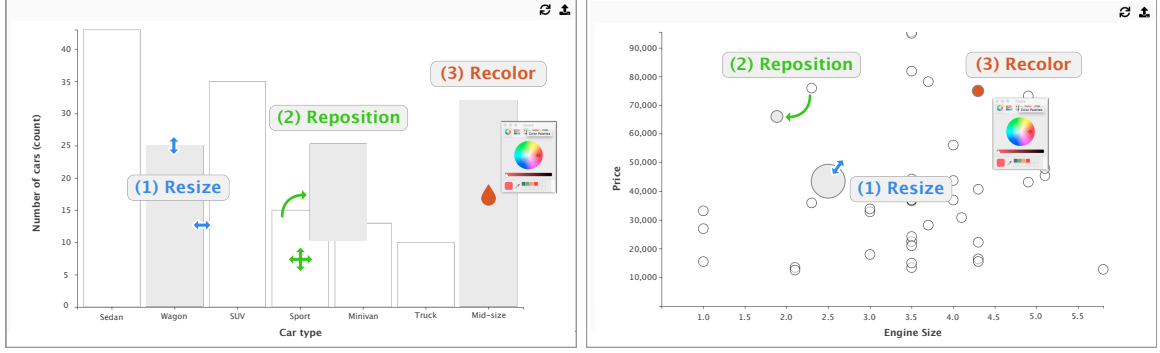 40
35
30
25
20
15
10
5
0
Number of cars (count)
(1) Resize
(2) Reposition
(3) Recolor
Sedan Wagon SUV Sport Minivan Truck Mid-size
Car type
90,000
80,000
70,000
60,000
50,000
40,000
30,000
20,000
10,000
Price
(2) Reposition
(3) Recolor
(1) Resize
1.0 1.5 2.0 2.5 3.0 3.5 4.0 4.5 5.0 5.5
Engine Size